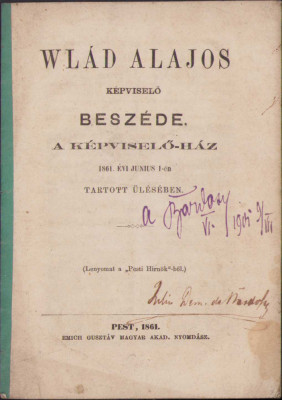 WLÁD ALAJOS
KÉPVISELŐ
BESZÉDE.
A KÉPVISELŐ-HÁZ
1861. ÉVI JUNIUS 1-én
TARTOTT ÜLÉSÉBEN.
a
(Lenyomat a „Pesti Hirnök“-ből.)
de
PEST, 1861.
EMICH GUSZTÁV MAGYAR AKAD. NYOMDÁSZ.